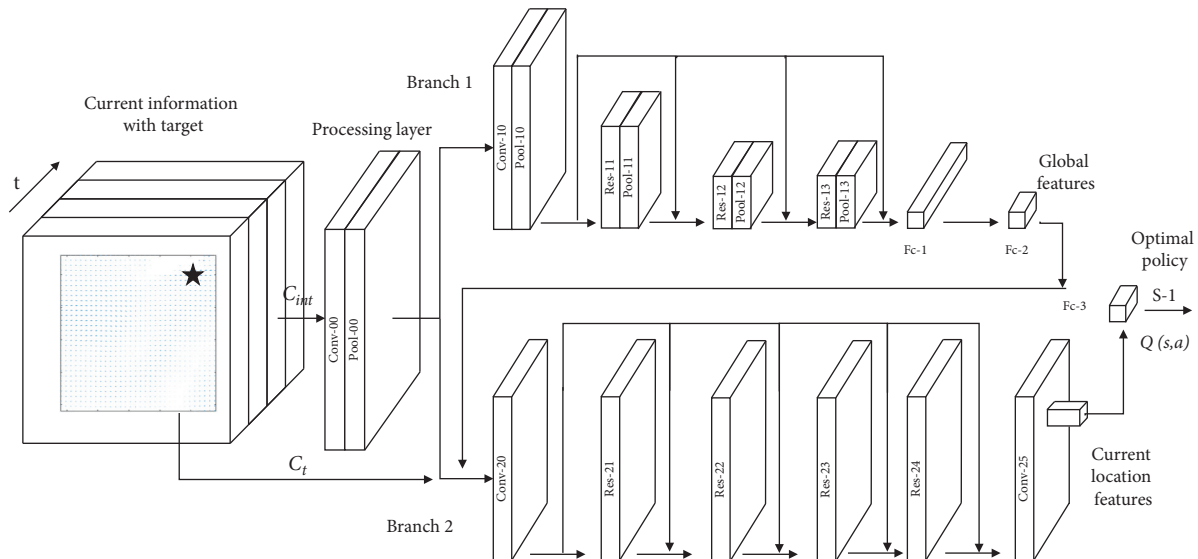 Current information
with target
t
C_int
C_t
Processing layer
Conv-00
Pool-00
Branch 1
Conv-10
Pool-10
Res-11
Pool-11
Res-12
Pool-12
Res-13
Pool-13
Fc-1
Fc-2
Global
features
Fc-3
Optimal
policy
S-1
Q (s,a)
Branch 2
Conv-20
Res-21
Res-22
Res-23
Res-24
Conv-25
Current
location
features